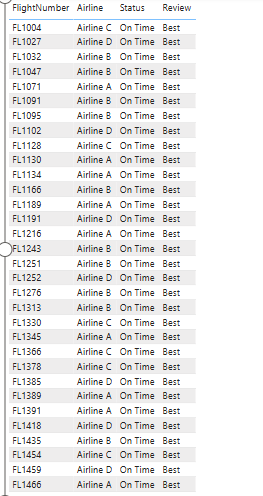 FlightNumber Airline Status Review
FL1004 Airline C On Time Best
FL1027 Airline D On Time Best
FL1032 Airline B On Time Best
FL1047 Airline B On Time Best
FL1071 Airline A On Time Best
FL1091 Airline B On Time Best
FL1095 Airline B On Time Best
FL1102 Airline D On Time Best
FL1128 Airline C On Time Best
FL1130 Airline A On Time Best
FL1134 Airline A On Time Best
FL1166 Airline B On Time Best
FL1189 Airline A On Time Best
FL1191 Airline D On Time Best
FL1216 Airline A On Time Best
FL1243 Airline B On Time Best
FL1251 Airline B On Time Best
FL1252 Airline D On Time Best
FL1276 Airline B On Time Best
FL1313 Airline B On Time Best
FL1330 Airline C On Time Best
FL1345 Airline A On Time Best
FL1366 Airline C On Time Best
FL1378 Airline C On Time Best
FL1385 Airline D On Time Best
FL1389 Airline A On Time Best
FL1391 Airline A On Time Best
FL1418 Airline D On Time Best
FL1435 Airline B On Time Best
FL1454 Airline C On Time Best
FL1459 Airline D On Time Best
FL1466 Airline A On Time Best